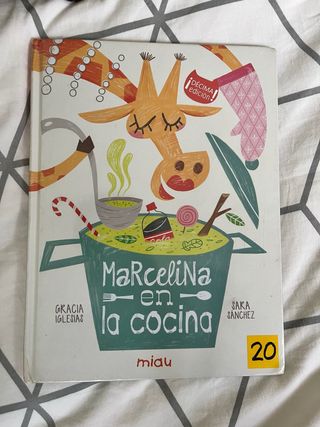 ¡DÉCIMA
edición!
MaRceLiNa
en
la cocina
GRACIA
IGLESIAS
SARA
SÁNCHEZ
miau
20